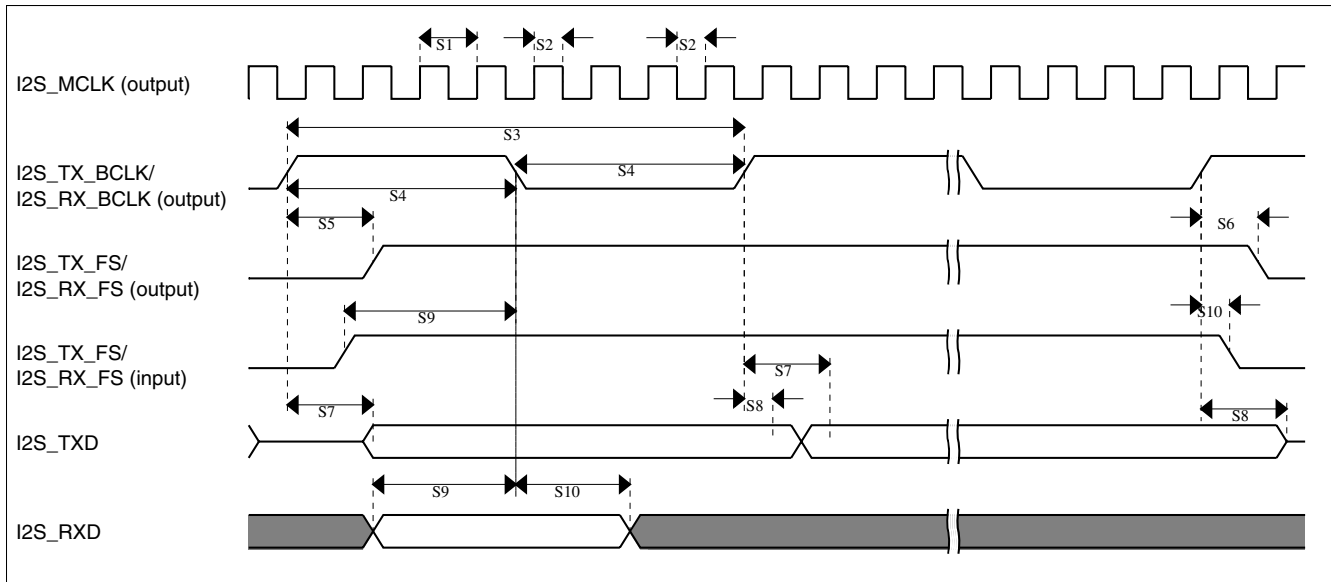 S1
S2
S2
I2S_MCLK (output)
S3
I2S_TX_BCLK/
I2S_RX_BCLK (output)
S4
S4
S5
S6
I2S_TX_FS/
I2S_RX_FS (output)
S9
S10
I2S_TX_FS/
I2S_RX_FS (input)
S7
S7
S8
S8
I2S_TXD
S9
S10
I2S_RXD